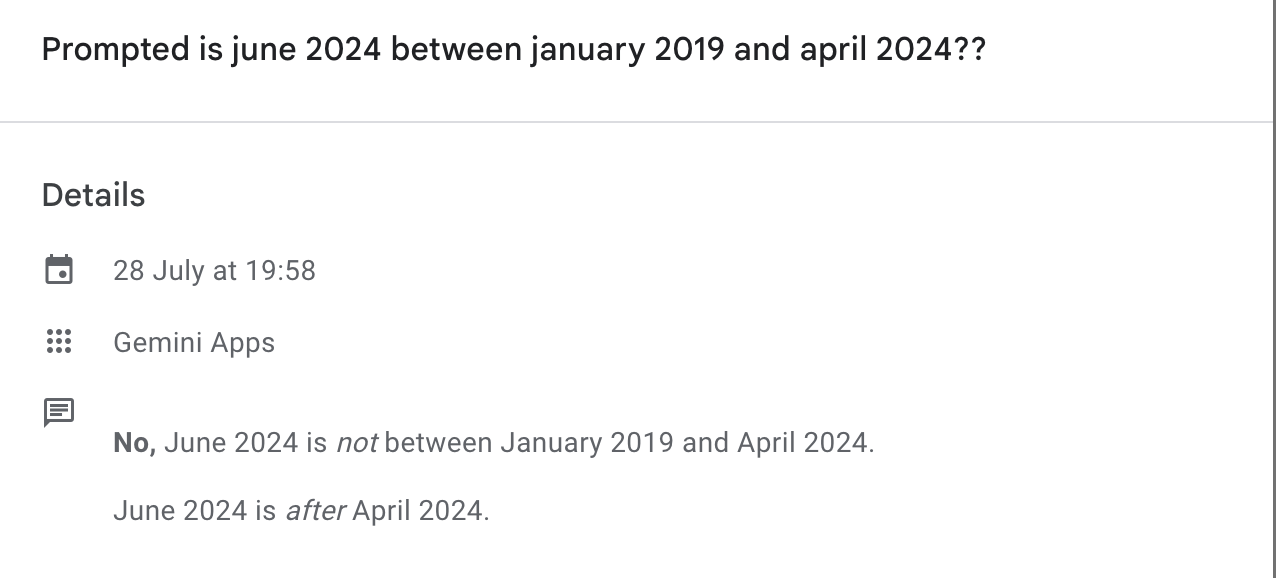 Prompted is june 2024 between january 2019 and april 2024??
Details
28 July at 19:58
Gemini Apps
No, June 2024 is not between January 2019 and April 2024.
June 2024 is after April 2024.